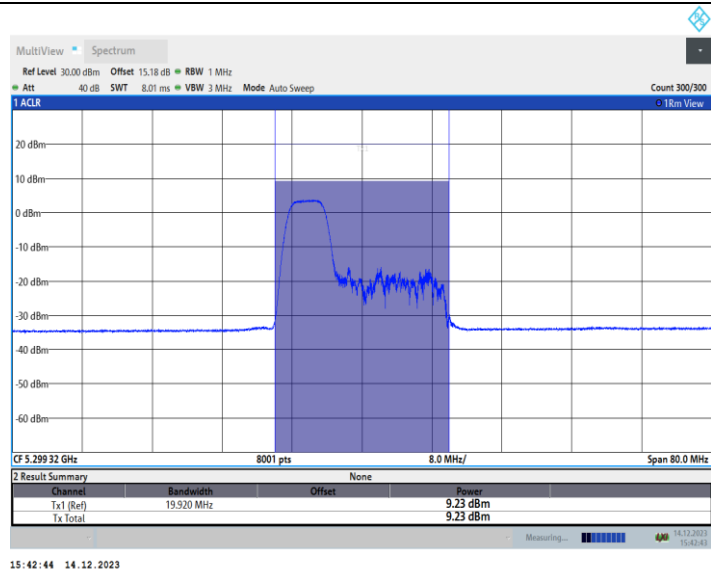 MultiView Spectrum
Ref Level 30.00 dBm Offset 15.18 dB RBW 1 MHz
Att 40 dB SWT 8.01 ms VBW 3 MHz Mode Auto Sweep Count 300/300
1 ACLR 1Rm View
20 dBm
10 dBm
0 dBm
-10 dBm
-20 dBm
-30 dBm
-40 dBm
-50 dBm
-60 dBm
CF 5.299 32 GHz 8001 pts 8.0 MHz/ Span 80.0 MHz
2 Result Summary None
Channel Bandwidth Offset Power
Tx1 (Ref) 19.920 MHz 9.23 dBm
Tx Total 9.23 dBm
Measuring... 14.12.2023
15:42:43
15:42:44 14.12.2023